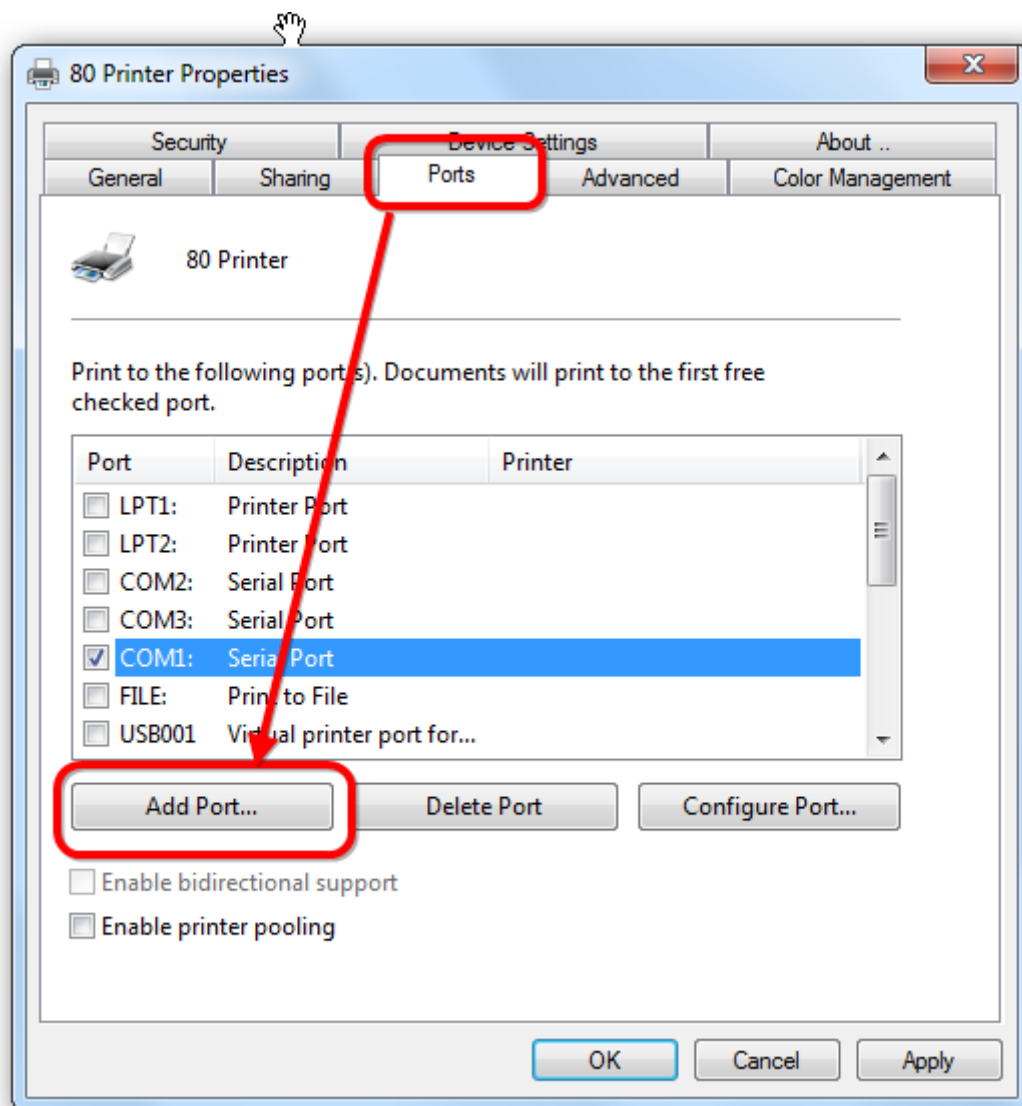 80 Printer Properties
Security Device Settings About ..
General Sharing Ports Advanced Color Management
80 Printer
Print to the following port(s). Documents will print to the first free
checked port.
Port Description Printer
LPT1: Printer Port
LPT2: Printer Port
COM2: Serial Port
COM3: Serial Port
COM1: Serial Port
FILE: Print to File
USB001 Virtual printer port for...
Add Port... Delete Port Configure Port...
Enable bidirectional support
Enable printer pooling
OK Cancel Apply